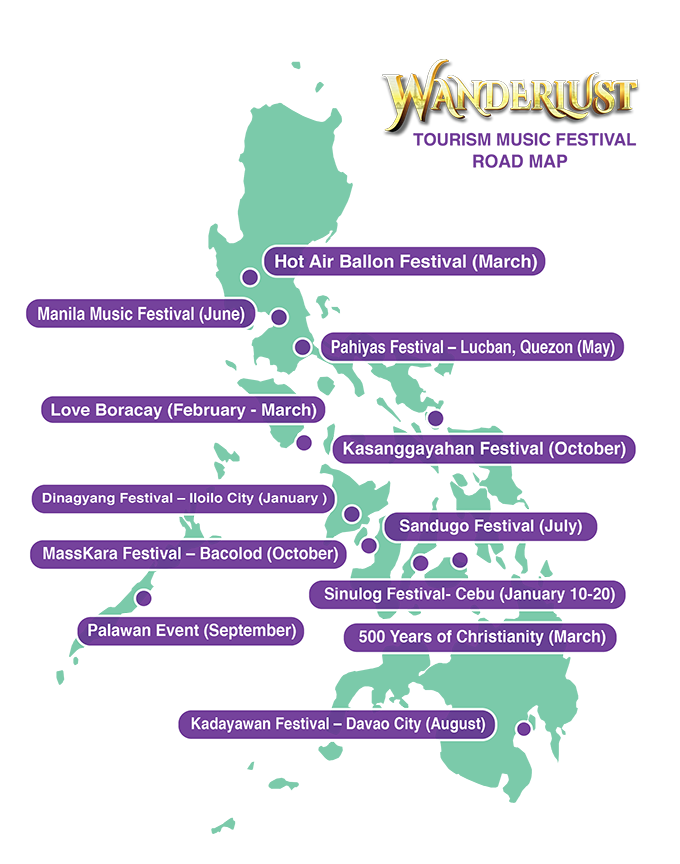 WANDERLUST
TOURISM MUSIC FESTIVAL
ROAD MAP
Hot Air Ballon Festival (March)
Manila Music Festival (June)
Pahiyas Festival – Lucban, Quezon (May)
Love Boracay (February - March)
Kasanggayahan Festival (October)
Dinagyang Festival – Iloilo City (January )
Sandugo Festival (July)
MassKara Festival – Bacolod (October)
Sinulog Festival- Cebu (January 10-20)
Palawan Event (September)
500 Years of Christianity (March)
Kadayawan Festival – Davao City (August)